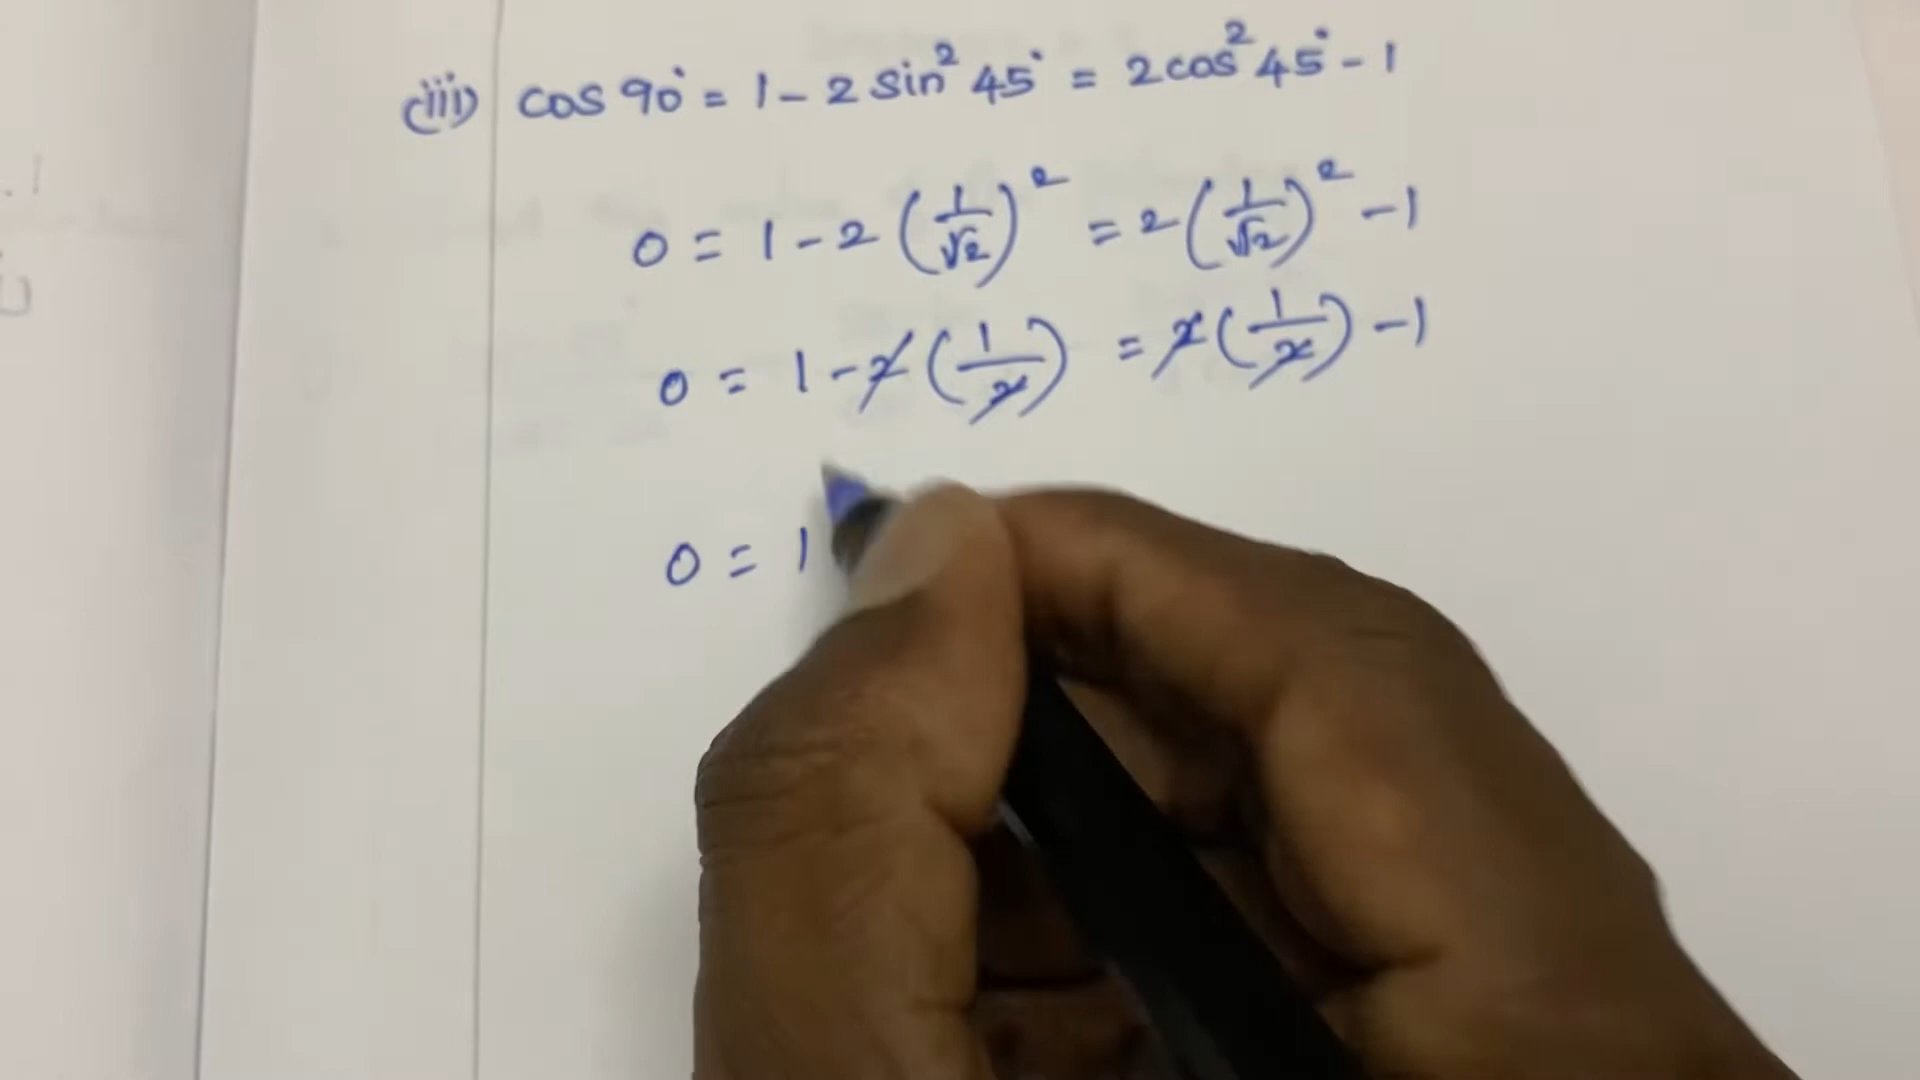 (iii) cos 90° = 1 - 2 sin² 45° = 2 cos² 45° - 1
0 = 1 - 2 (1/√2)² = 2 (1/√2)² - 1
0 = 1 - 2 (1/2) = 2 (1/2) - 1
0 = 1